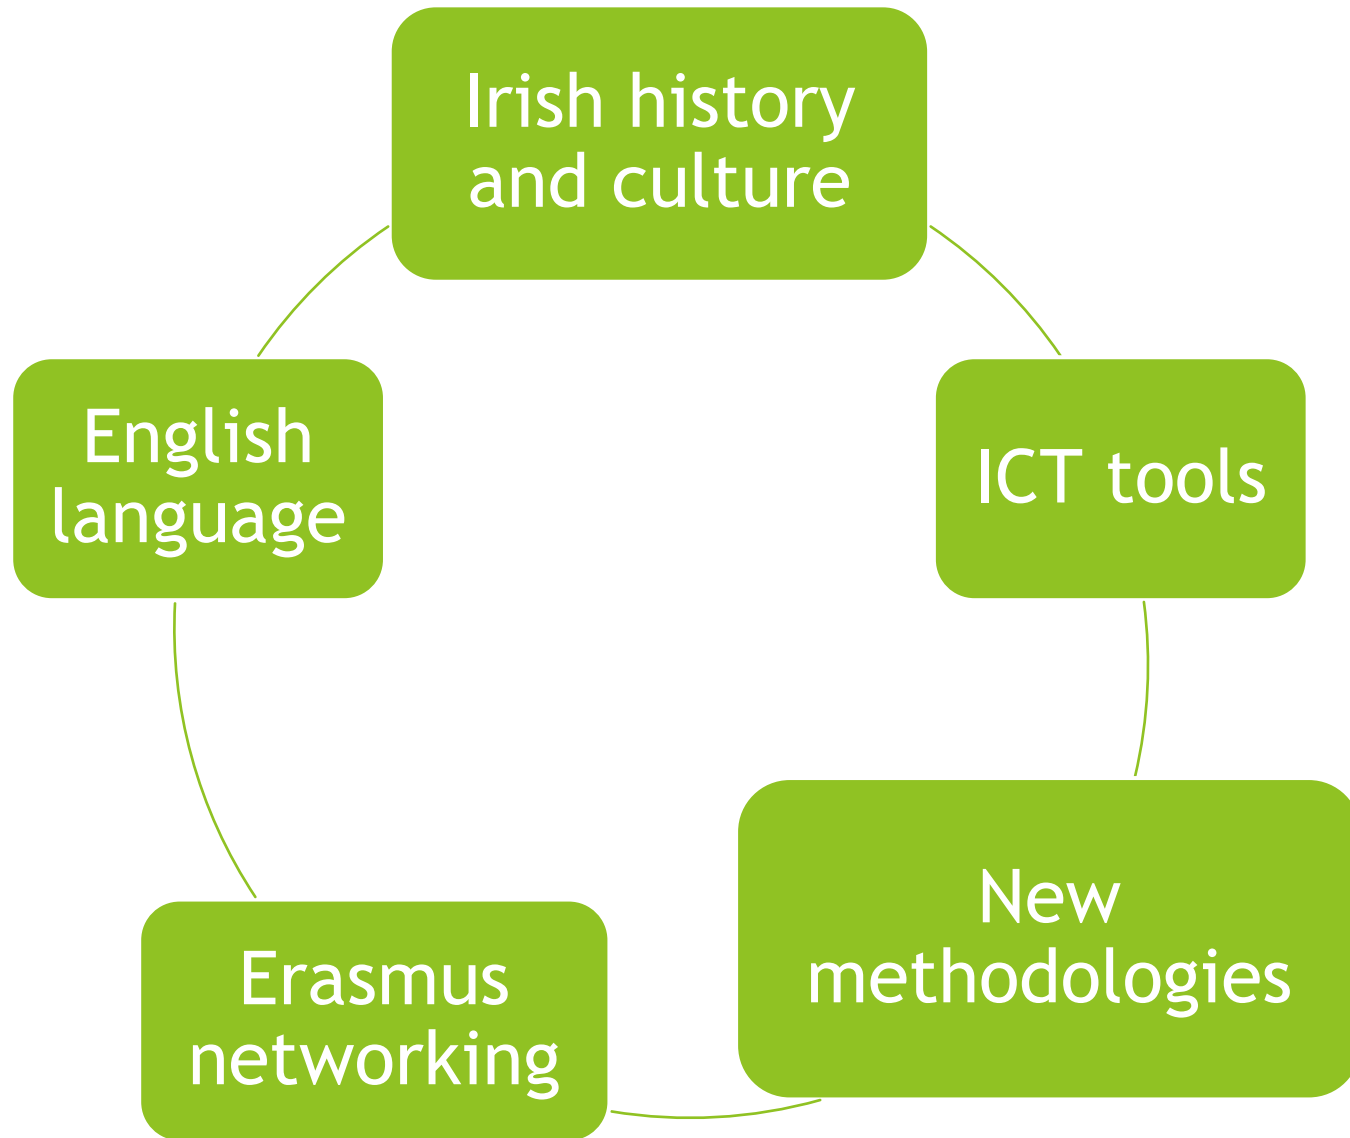 Irish history
and culture
ICT tools
New
methodologies
Erasmus
networking
English
language